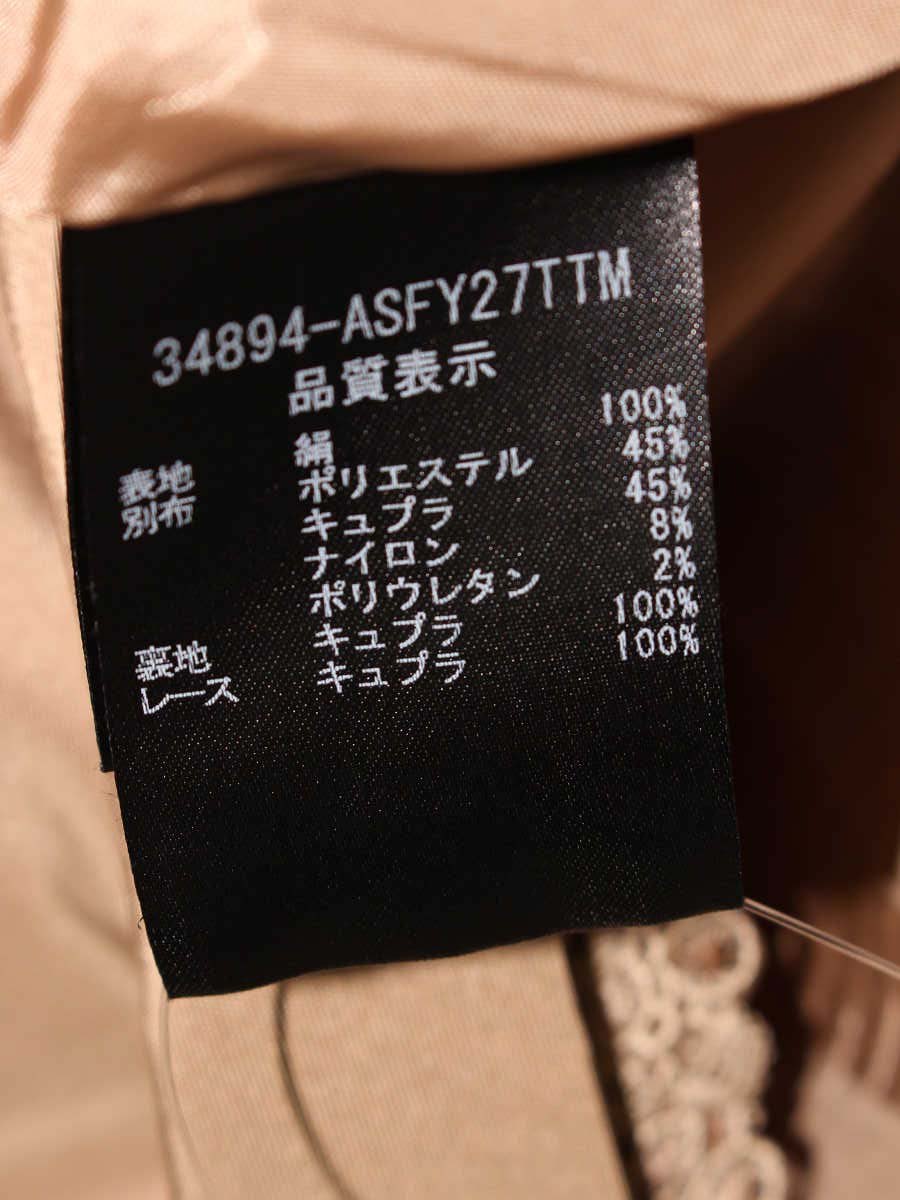 34894-ASFY27TTM
品質表示
表地 絹 100%
別布 ポリエステル 45%
キュプラ 45%
ナイロン 8%
ポリウレタン 2%
裏地 キュプラ 100%
レース キュプラ 100%